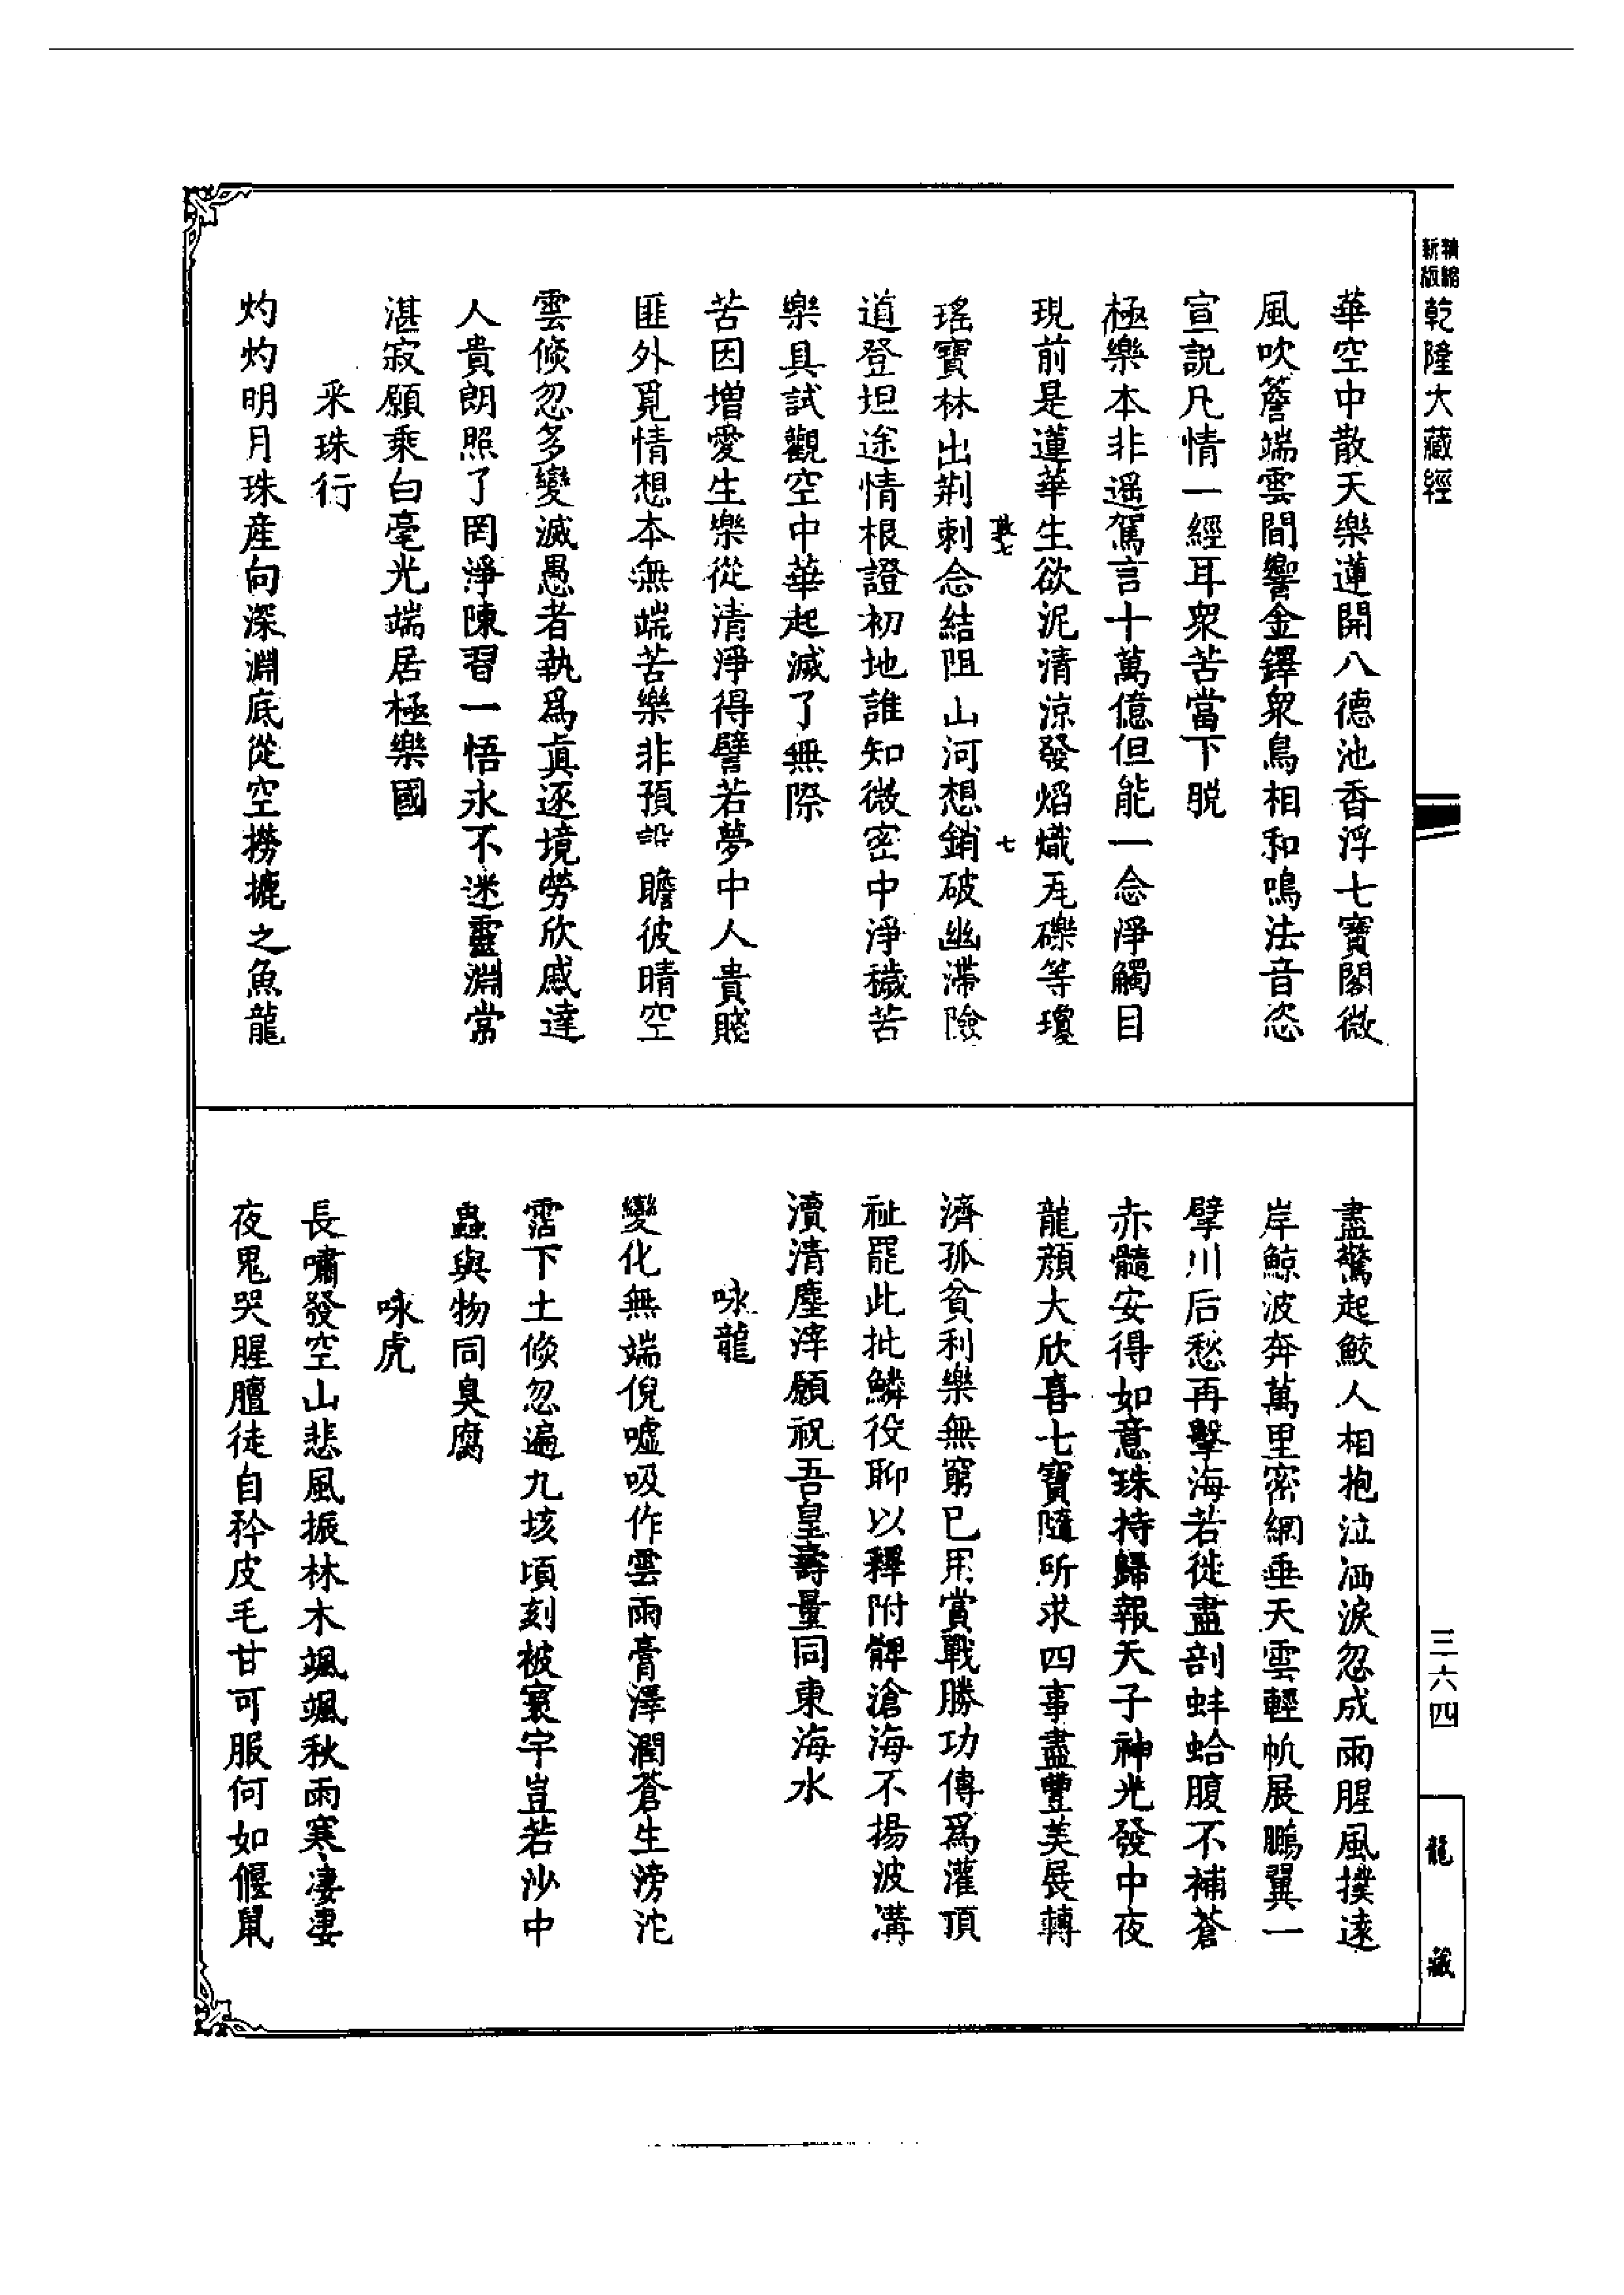 精縮
新版
乾隆大藏經
華空中散天樂蓮開八德池香浮七寶閣微
風吹簷端雲間響金鐸衆鳥相和鳴法音恣
宣説凡情一經耳衆苦當下脱
極樂本非遥駕言十萬億但能一念淨觸目
現前是蓮華生欲泥清涼發焰熾瓦礫等瓊
七
瑤寶林出荆刺念結阻山河想銷破幽滯險
道登坦途情根證初地誰知微密中淨穢苦
樂具試觀空中華起滅了無際
苦因增愛生樂從清淨得譬若夢中人貴賤
匪外覓情想本無端苦樂非預設瞻彼晴空
雲倐忽多變滅愚者執爲眞逐境勞欣戚達
人貴朗照了罔淨陳習一悟永不迷靈淵常
湛寂願乘白毫光端居極樂國
采珠行
灼灼明月珠産向深淵底從空撈摝之魚龍
盡驚起鮫人相抱泣洒淚忽成雨腥風撲遠
岸鯨波奔萬里密網垂天雲輕帆展鵬翼一
擘川后愁再擊海若徙盡剖蚌蛤腹不補蒼
赤髓安得如意珠持歸報天子神光發中夜
龍顔大欣喜七寶隨所求四事盡豐美展轉
濟孤貧利樂無窮已用賞戰勝功傳爲灌頂
祉罷此批鱗役聊以釋附髀滄海不揚波溝
瀆清塵滓願祝吾皇壽量同東海水
咏龍
變化無端倪嘘吸作雲雨膏澤潤蒼生滂沱
霑下土倐忽遍九垓頃刻被寰宇豈若沙中
蟲與物同臭腐
咏虎
長嘯發空山悲風振林木颯颯秋雨寒凄凄
夜鬼哭腥膻徒自矜皮毛甘可服何如偃鼠
三六四
龍藏